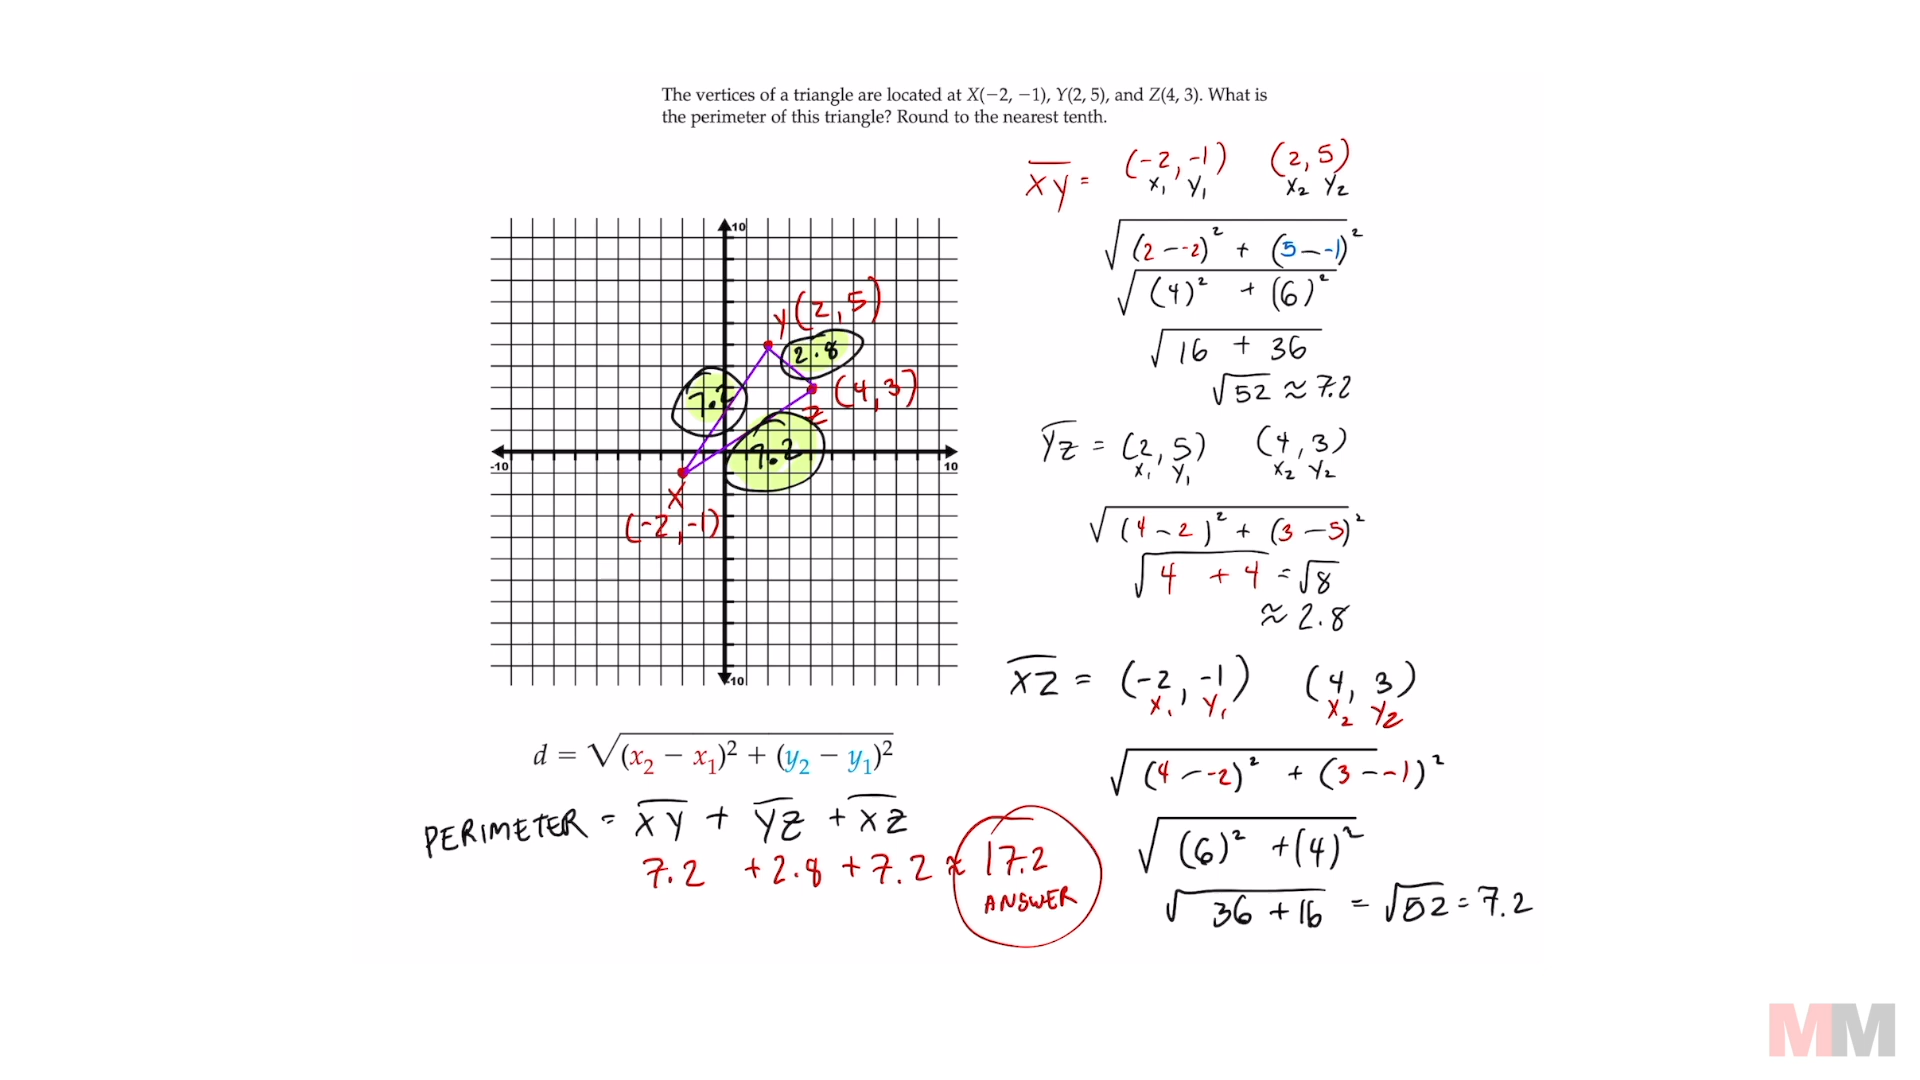 The vertices of a triangle are located at X(−2, −1), Y(2, 5), and Z(4, 3). What is
the perimeter of this triangle? Round to the nearest tenth.
10
-10
10
-10
Y(2, 5)
2.8
(4, 3)
Z
7.2
7.2
X
(-2, -1)
d = √(x₂ − x₁)² + (y₂ − y₁)²
PERIMETER = XY + YZ + XZ
7.2 + 2.8 + 7.2 ≈ 17.2
ANSWER
XY = (-2, -1) (2, 5)
X₁ Y₁ X₂ Y₂
√(2--2)² + (5--1)²
√(4)² + (6)²
√16 + 36
√52 ≈ 7.2
YZ = (2, 5) (4, 3)
X₁ Y₁ X₂ Y₂
√(4-2)² + (3-5)²
√4 + 4 = √8
≈ 2.8
XZ = (-2, -1) (4, 3)
X₁ Y₁ X₂ Y₂
√(4--2)² + (3--1)²
√(6)² + (4)²
√36 + 16 = √52 = 7.2
MM